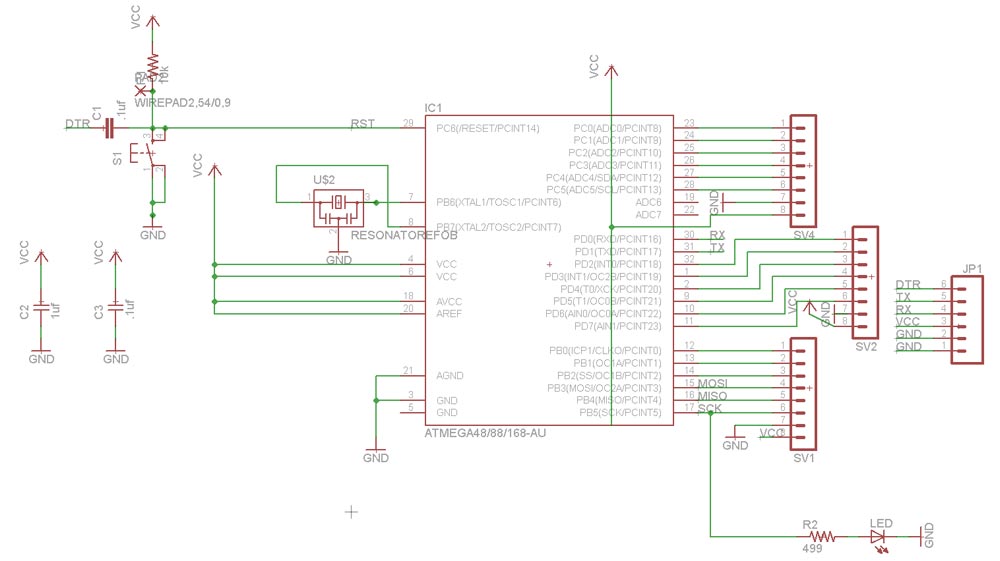 VCC
10k
WIREPAD2,54/0,9
C1
.1uf
DTR
S1
3 4
1 2
GND
RST
VCC
VCC
C2
1uf
GND
VCC
C3
.1uf
GND
U$2
1 3
2
RESONATOREFOB
GND
VCC
IC1
29 PC6(/RESET/PCINT14)
7 PB6(XTAL1/TOSC1/PCINT6)
8 PB7(XTAL2/TOSC2/PCINT7)
4 VCC
6 VCC
18 AVCC
20 AREF
21 AGND
3 GND
5 GND
GND
ATMEGA48/88/168-AU
PC0(ADC0/PCINT8) 23
PC1(ADC1/PCINT9) 24
PC2(ADC2/PCINT10) 25
PC3(ADC3/PCINT11) 26
PC4(ADC4/SDA/PCINT12) 27
PC5(ADC5/SCL/PCINT13) 28
ADC6 19
ADC7 22
PD0(RXD/PCINT16) 30 RX
PD1(TXD/PCINT17) 31 TX
PD2(INT0/PCINT18) 32
PD3(INT1/OC2B/PCINT19) 1
PD4(T0/XCK/PCINT20) 2
PD5(T1/OC0B/PCINT21) 9
PD6(AIN0/OC0A/PCINT22) 10
PD7(AIN1/PCINT23) 11
PB0(ICP1/CLKO/PCINT0) 12
PB1(OC1A/PCINT1) 13
PB2(SS/OC1B/PCINT2) 14
PB3(MOSI/OC2A/PCINT3) 15 MOSI
PB4(MISO/PCINT4) 16 MISO
PB5(SCK/PCINT5) 17 SCK
1
2
3
4
5
6
7
8
GND
SV4
1
2
3
4
5
6
7
8
VCC
GND
SV2
1
2
3
4
5
6
7
8
GND
VCC
SV1
JP1
DTR 6
TX 5
RX 4
VCC 3
GND 2
GND 1
R2
499
LED
GND